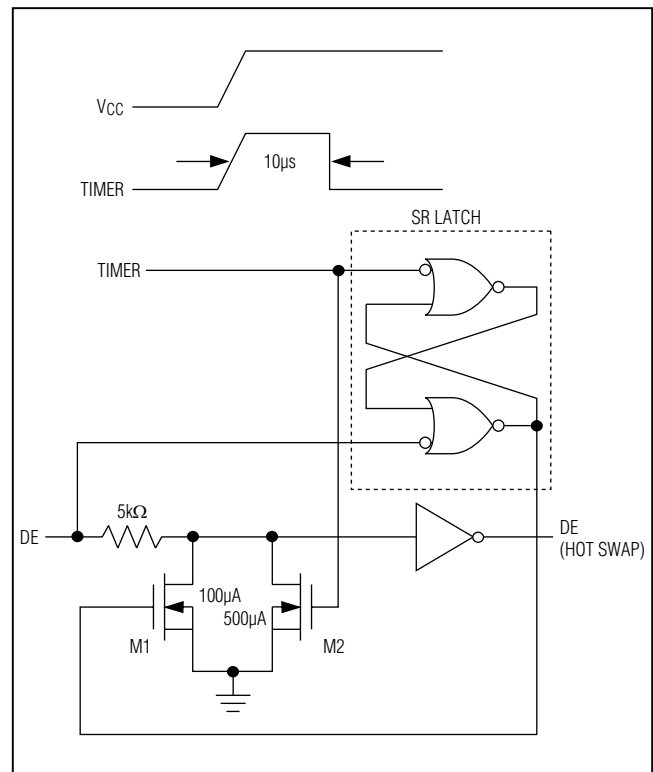 VCC
10µs
TIMER
SR LATCH
TIMER
5kΩ
DE
DE
(HOT SWAP)
100µA
500µA
M1
M2